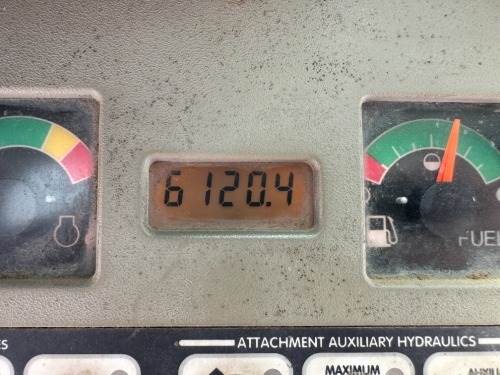 6120.4
FUEL
ATTACHMENT AUXILIARY HYDRAULICS
MAXIMUM